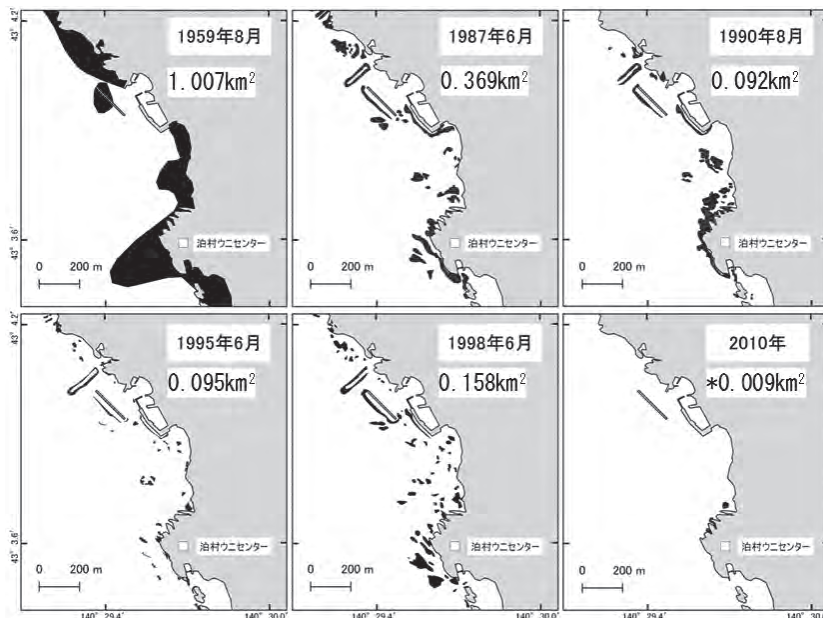 43° 4.2'
1959年8月
1.007km²
泊村ウニセンター
43° 3.6'
0 200 m
1987年6月
0.369km²
泊村ウニセンター
0 200 m
1990年8月
0.092km²
泊村ウニセンター
0 200 m
43° 4.2'
1995年6月
0.095km²
泊村ウニセンター
43° 3.6'
0 200 m
140° 29.4' 140° 30.0'
1998年6月
0.158km²
泊村ウニセンター
0 200 m
140° 29.4' 140° 30.0'
2010年
*0.009km²
泊村ウニセンター
0 200 m
140° 29.4' 140° 30.0'